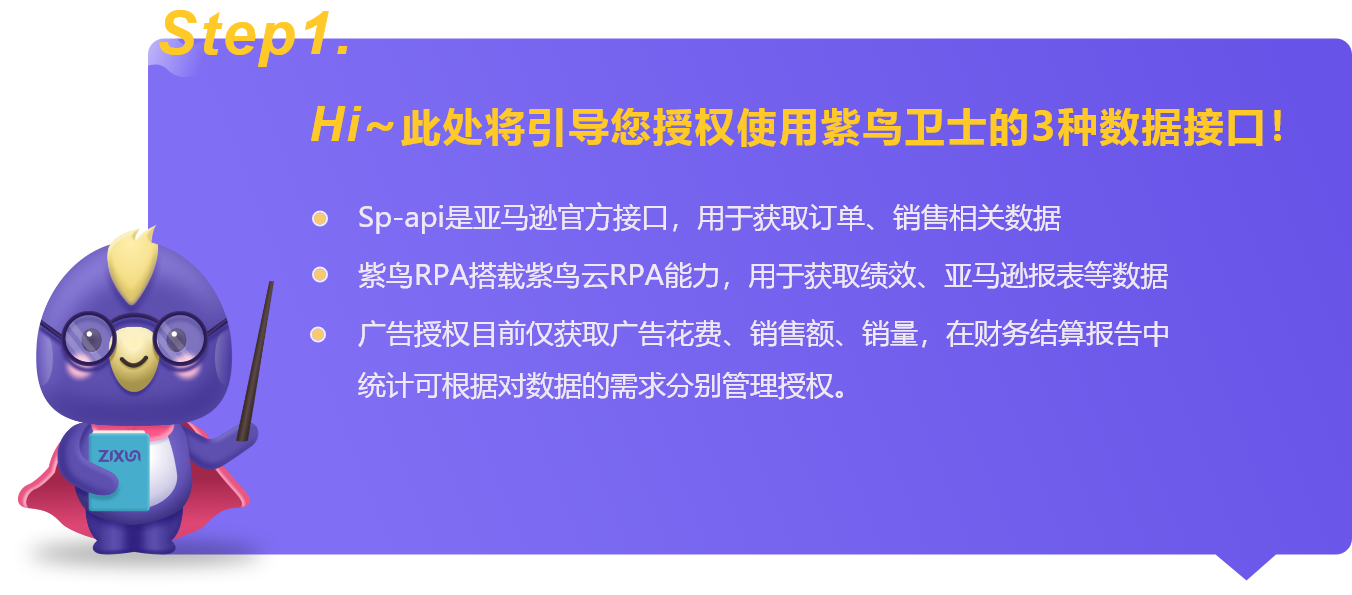 Step1.
Hi~此处将引导您授权使用紫鸟卫士的3种数据接口！
Sp-api是亚马逊官方接口，用于获取订单、销售相关数据
紫鸟RPA搭载紫鸟云RPA能力，用于获取绩效、亚马逊报表等数据
广告授权目前仅获取广告花费、销售额、销量，在财务结算报告中
统计可根据对数据的需求分别管理授权。
ZIXUN